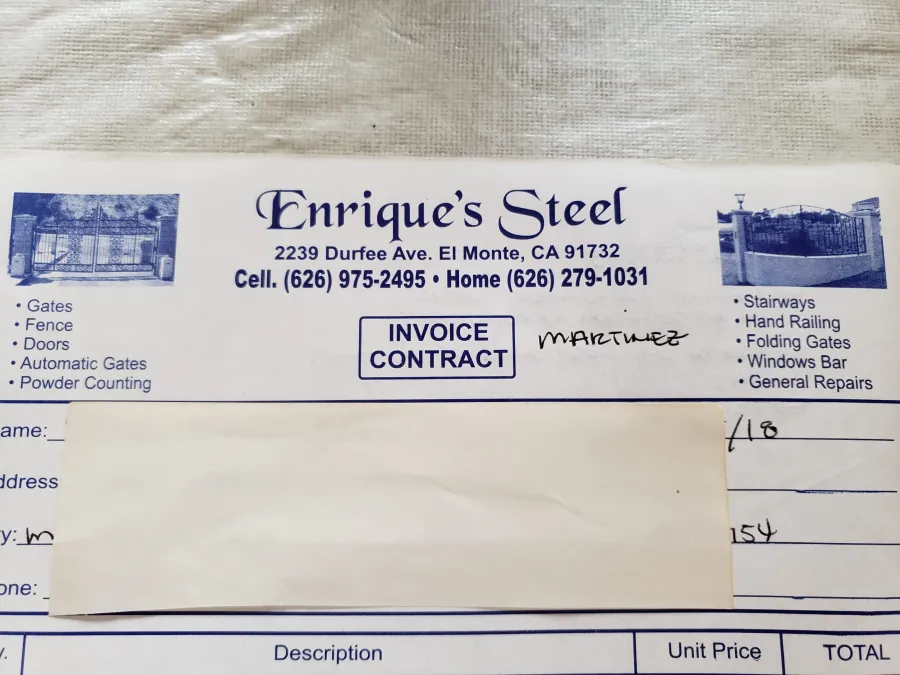 Enrique's Steel
2239 Durfee Ave. El Monte, CA 91732
Cell. (626) 975-2495 • Home (626) 279-1031
• Gates
• Fence
• Doors
• Automatic Gates
• Powder Counting
INVOICE
CONTRACT
MARTINEZ
• Stairways
• Hand Railing
• Folding Gates
• Windows Bar
• General Repairs
ame:
/18
ddress
y: m
154
one:
y. Description Unit Price TOTAL